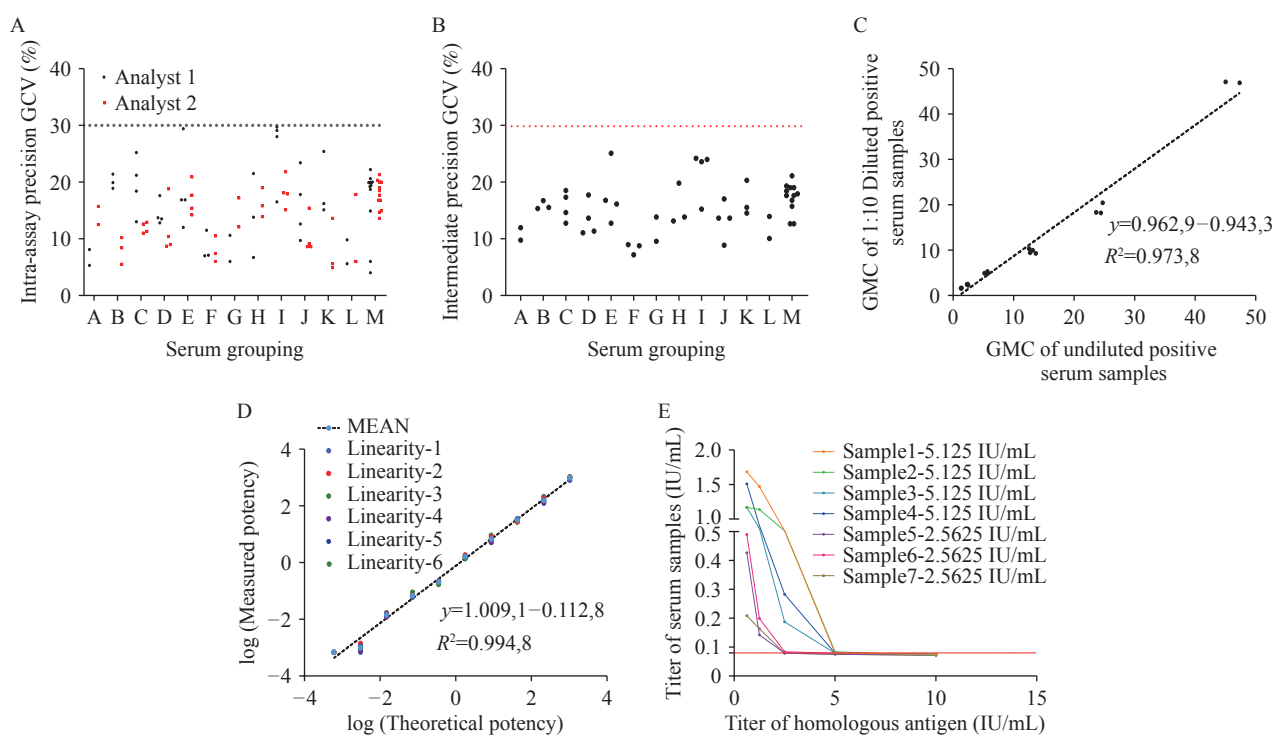 A
Intra-assay precision GCV (%)
40
30
20
10
0
Analyst 1
Analyst 2
A B C D E F G H I J K L M
Serum grouping
B
Intermediate precision GCV (%)
40
30
20
10
0
A B C D E F G H I J K L M
Serum grouping
C
GMC of 1:10 Diluted positive
serum samples
50
40
30
20
10
0
y=0.962,9−0.943,3
R²=0.973,8
0 10 20 30 40 50
GMC of undiluted positive
serum samples
D
log (Measured potency)
4
2
0
−2
−4
MEAN
Linearity-1
Linearity-2
Linearity-3
Linearity-4
Linearity-5
Linearity-6
y=1.009,1−0.112,8
R²=0.994,8
−4 −2 0 2 4
log (Theoretical potency)
E
Titer of serum samples (IU/mL)
2.0
1.5
1.0
0.5
0.4
0.3
0.2
0.1
0
Sample1-5.125 IU/mL
Sample2-5.125 IU/mL
Sample3-5.125 IU/mL
Sample4-5.125 IU/mL
Sample5-2.5625 IU/mL
Sample6-2.5625 IU/mL
Sample7-2.5625 IU/mL
0 5 10 15
Titer of homologous antigen (IU/mL)